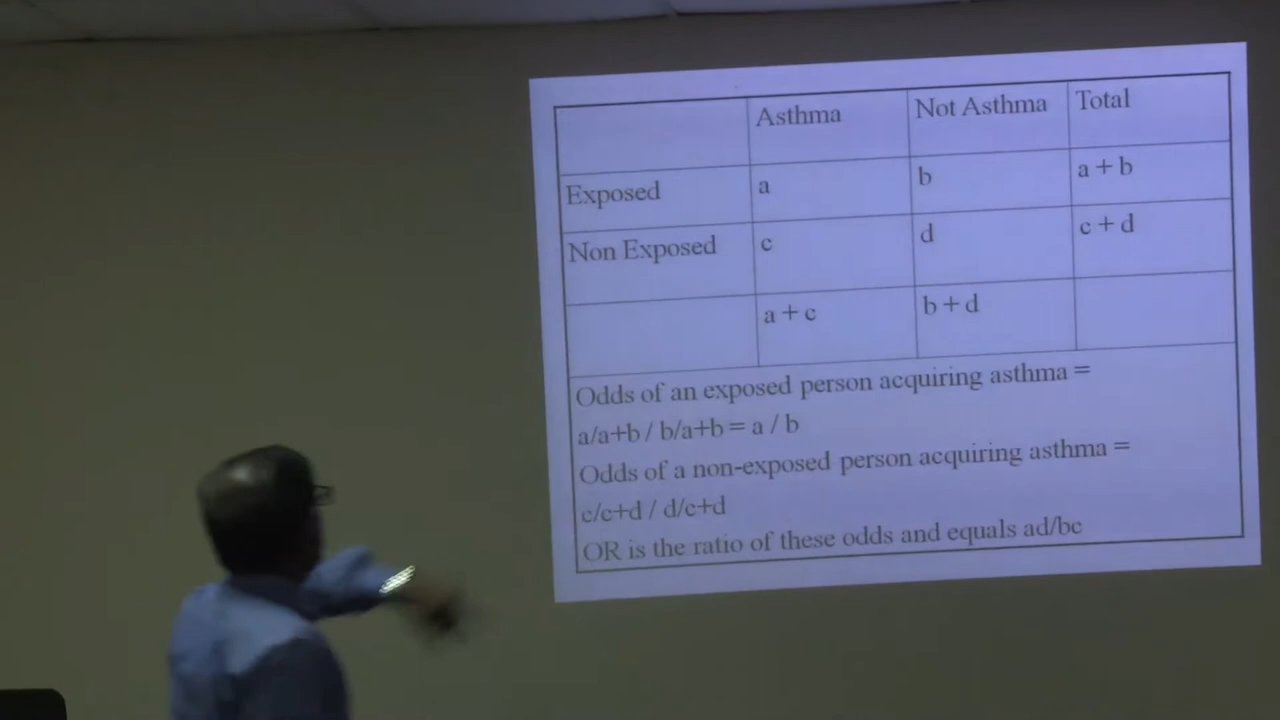 Asthma Not Asthma Total
Exposed a b a + b
Non Exposed c d c + d
a + c b + d
Odds of an exposed person acquiring asthma =
a/a+b / b/a+b = a / b
Odds of a non-exposed person acquiring asthma =
c/c+d / d/c+d
OR is the ratio of these odds and equals ad/bc